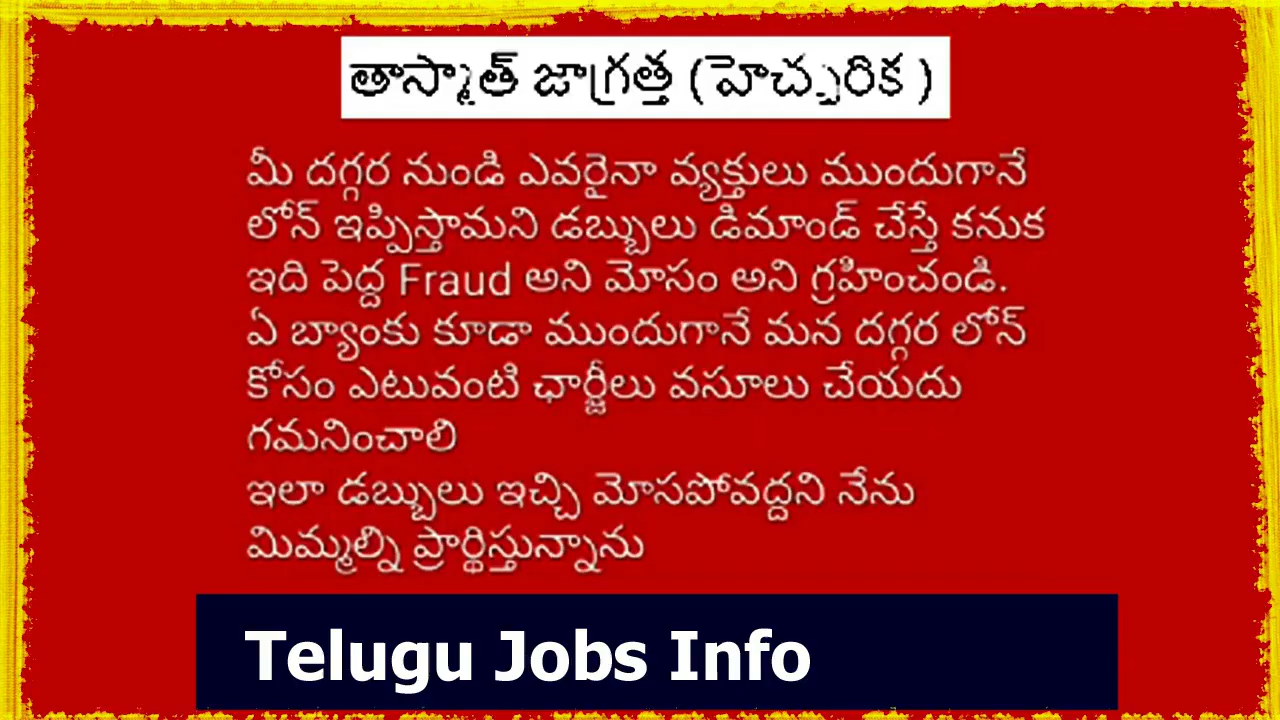 తాస్మాత్ జాగ్రత్త (హెచ్చరిక )
మీ దగ్గర నుండి ఎవరైనా వ్యక్తులు ముందుగానే
లోన్ ఇప్పిస్తామని డబ్బులు డిమాండ్ చేస్తే కనుక
ఇది పెద్ద Fraud అని మోసం అని గ్రహించండి.
ఏ బ్యాంకు కూడా ముందుగానే మన దగ్గర లోన్
కోసం ఎటువంటి ఛార్జీలు వసూలు చేయదు
గమనించాలి
ఇలా డబ్బులు ఇచ్చి మోసపోవద్దని నేను
మిమ్మల్ని ప్రార్థిస్తున్నాను
Telugu Jobs Info